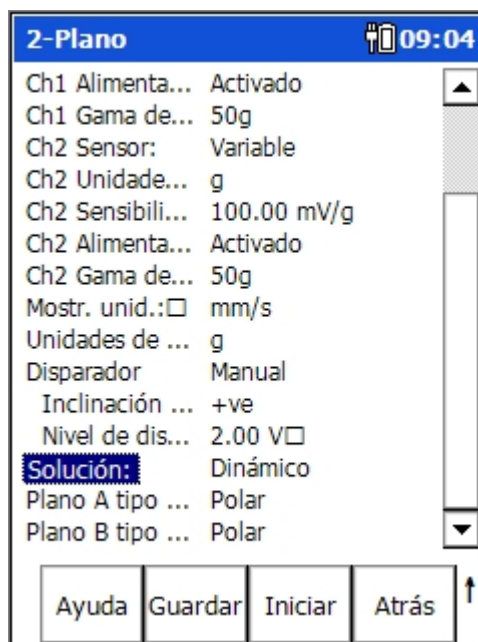 2-Plano 09:04
Ch1 Alimenta... Activado
Ch1 Gama de... 50g
Ch2 Sensor: Variable
Ch2 Unidade... g
Ch2 Sensibili... 100.00 mV/g
Ch2 Alimenta... Activado
Ch2 Gama de... 50g
Mostr. unid.:□ mm/s
Unidades de ... g
Disparador Manual
Inclinación ... +ve
Nivel de dis... 2.00 V□
Solución: Dinámico
Plano A tipo ... Polar
Plano B tipo ... Polar
Ayuda Guardar Iniciar Atrás